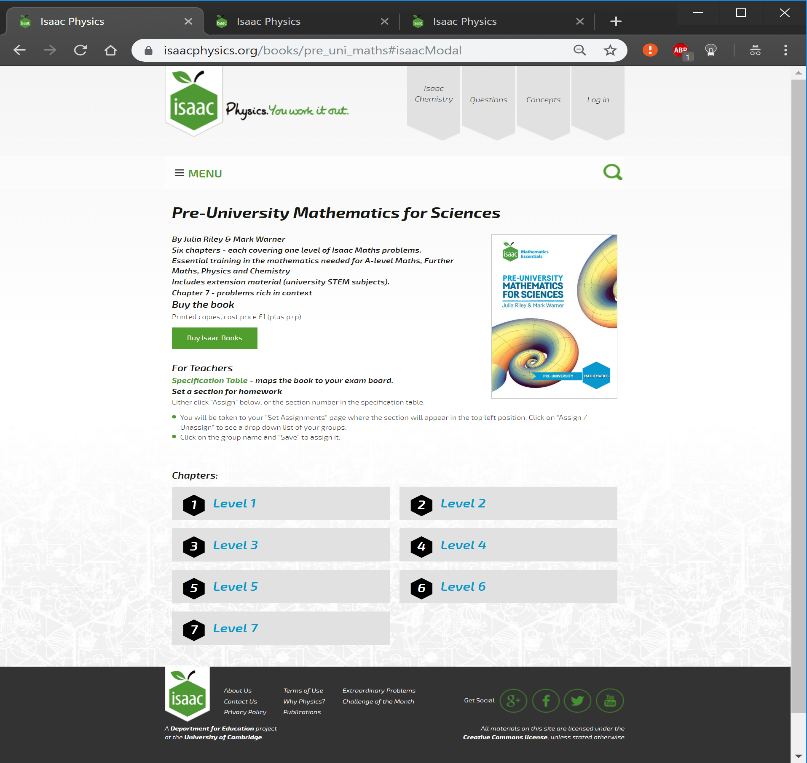 Isaac Physics
Isaac Physics
Isaac Physics
isaacphysics.org/books/pre_uni_maths#isaacModal
ABP
1
isaac
Physics. You work it out.
Isaac
Chemistry
Questions
Concepts
Log in
MENU
Pre-University Mathematics for Sciences
By Julia Riley & Mark Warner
Six chapters - each covering one level of Isaac Maths problems.
Essential training in the mathematics needed for A-level Maths, Further
Maths, Physics and Chemistry
Includes extension material (university STEM subjects).
Chapter 7 - problems rich in context
Buy the book
Printed copies, cost price £1 (plus p+p)
Buy Isaac Books
isaac
Mathematics
Essentials
PRE-UNIVERSITY
MATHEMATICS
FOR SCIENCES
Julia Riley & Mark Warner
PRE-UNIVERSITY
MATHEMATICS
For Teachers
Specification Table - maps the book to your exam board.
Set a section for homework
Either click "Assign" below, or the section number in the specification table.
You will be taken to your "Set Assignments" page where the section will appear in the top left position. Click on "Assign /
Unassign" to see a drop down list of your groups.
Click on the group name and "Save" to assign it.
Chapters:
1 Level 1
2 Level 2
3 Level 3
4 Level 4
5 Level 5
6 Level 6
7 Level 7
isaac
About Us
Terms of Use
Extraordinary Problems
Contact Us
Why Physics?
Challenge of the Month
Privacy Policy
Publications
Get Social
A Department for Education project
at the University of Cambridge
All materials on this site are licensed under the
Creative Commons license, unless stated otherwise